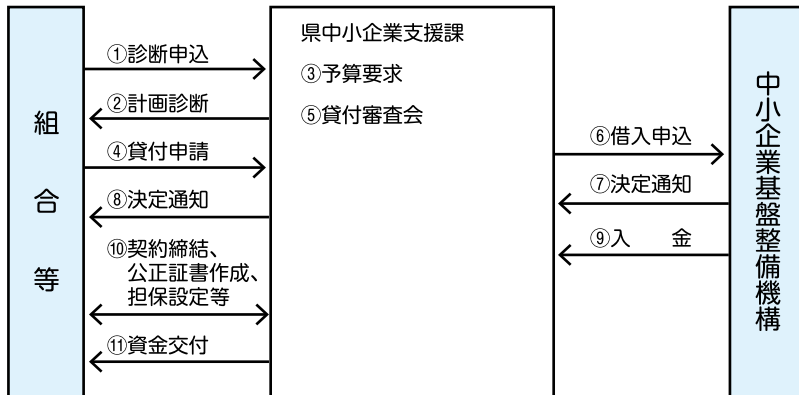 組合等
①診断申込
②計画診断
④貸付申請
⑧決定通知
⑩契約締結、
公正証書作成、
担保設定等
⑪資金交付
県中小企業支援課
③予算要求
⑤貸付審査会
⑥借入申込
⑦決定通知
⑨入　　金
中小企業基盤整備機構